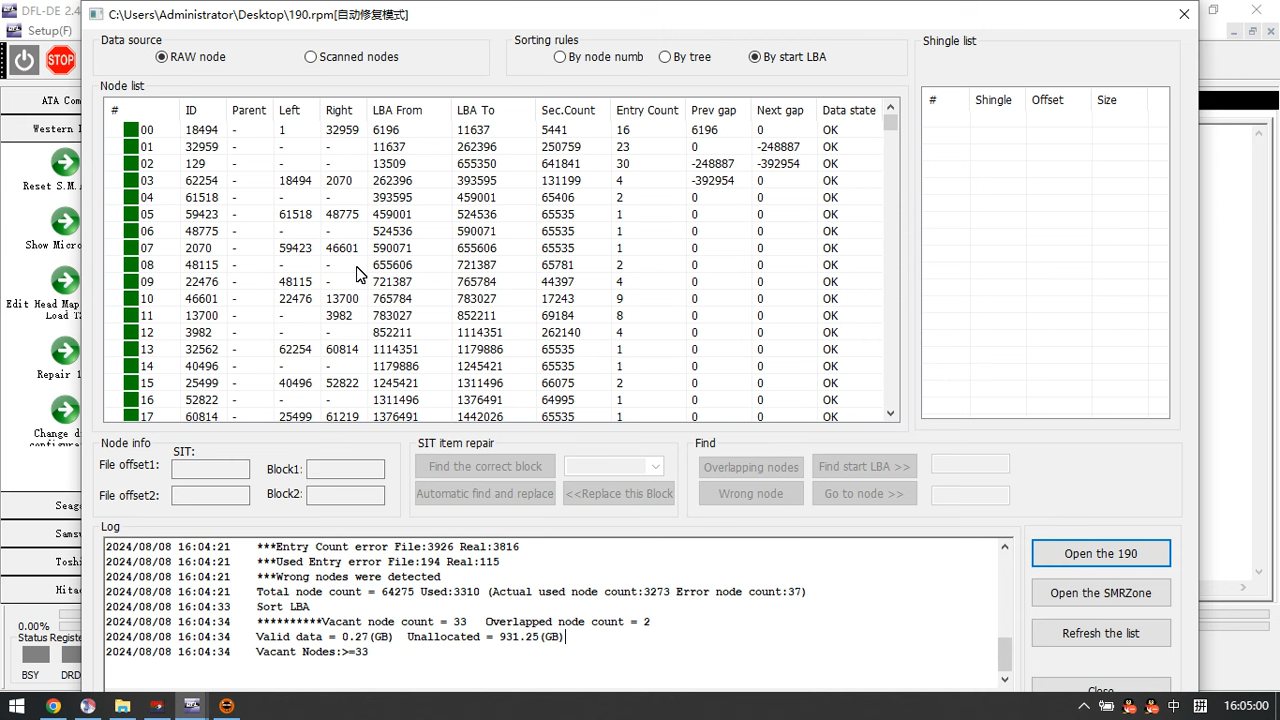 DFL-DE 2.4
C:\Users\Administrator\Desktop\190.rpm[自动修复模式]
Setup(F)
STOP
Data source
RAW node
Scanned nodes
Sorting rules
By node numb
By tree
By start LBA
Shingle list
# Shingle Offset Size
Node list
# ID Parent Left Right LBA From LBA To Sec.Count Entry Count Prev gap Next gap Data state
00 18494 - 1 32959 6196 11637 5441 16 6196 0 OK
01 32959 - - - 11637 262396 250759 23 0 -248887 OK
02 129 - - - 13509 655350 641841 30 -248887 -392954 OK
03 62254 - 18494 2070 262396 393595 131199 4 -392954 0 OK
04 61518 - - - 393595 459001 65406 2 0 0 OK
05 59423 - 61518 48775 459001 524536 65535 1 0 0 OK
06 48775 - - - 524536 590071 65535 1 0 0 OK
07 2070 - 59423 46601 590071 655606 65535 1 0 0 OK
08 48115 - - - 655606 721387 65781 2 0 0 OK
09 22476 - 48115 - 721387 765784 44397 4 0 0 OK
10 46601 - 22476 13700 765784 783027 17243 9 0 0 OK
11 13700 - - 3982 783027 852211 69184 8 0 0 OK
12 3982 - - - 852211 1114351 262140 4 0 0 OK
13 32562 - 62254 60814 1114351 1179886 65535 1 0 0 OK
14 40496 - - - 1179886 1245421 65535 1 0 0 OK
15 25499 - 40496 52822 1245421 1311496 66075 2 0 0 OK
16 52822 - - - 1311496 1376491 64995 1 0 0 OK
17 60814 - 25499 61219 1376491 1442026 65535 1 0 0 OK
ATA Com
Western
Reset S.M.
Show Micro
Edit Head Map
Load T
Repair 1
Change d
configurat
Seaga
Samsu
Toshi
Hitac
0.00%
Status Registe
BSY
DRD
Node info
SIT:
File offset1:
Block1:
File offset2:
Block2:
SIT item repair
Find the correct block
Automatic find and replace
<<Replace this Block
Find
Overlapping nodes
Find start LBA >>
Wrong node
Go to node >>
Log
2024/08/08 16:04:21 ***Entry Count error File:3926 Real:3816
2024/08/08 16:04:21 ***Used Entry error File:194 Real:115
2024/08/08 16:04:21 ***Wrong nodes were detected
2024/08/08 16:04:21 Total node count = 64275 Used:3310 (Actual used node count:3273 Error node count:37)
2024/08/08 16:04:33 Sort LBA
2024/08/08 16:04:34 **********Vacant node count = 33 Overlapped node count = 2
2024/08/08 16:04:34 Valid data = 0.27(GB) Unallocated = 931.25(GB)
2024/08/08 16:04:34 Vacant Nodes:>=33
Open the 190
Open the SMRZone
Refresh the list
Close
中
拼
16:05:00